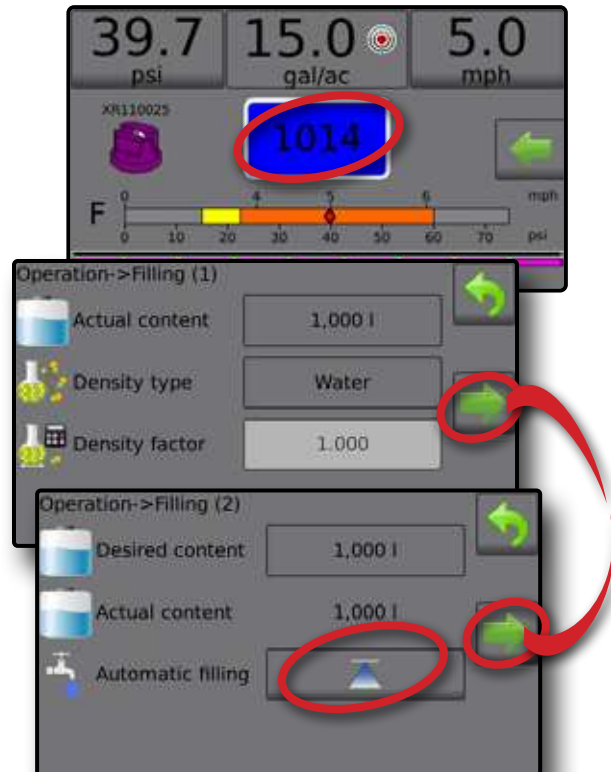 39.7 15.0 5.0
psi gal/ac mph
XR110025
1014
0 4 5 6 mph
F
0 10 20 30 40 50 60 70 psi
Operation->Filling (1)
Actual content 1,000 l
Density type Water
Density factor 1.000
Operation->Filling (2)
Desired content 1,000 l
Actual content 1,000 l
Automatic filling